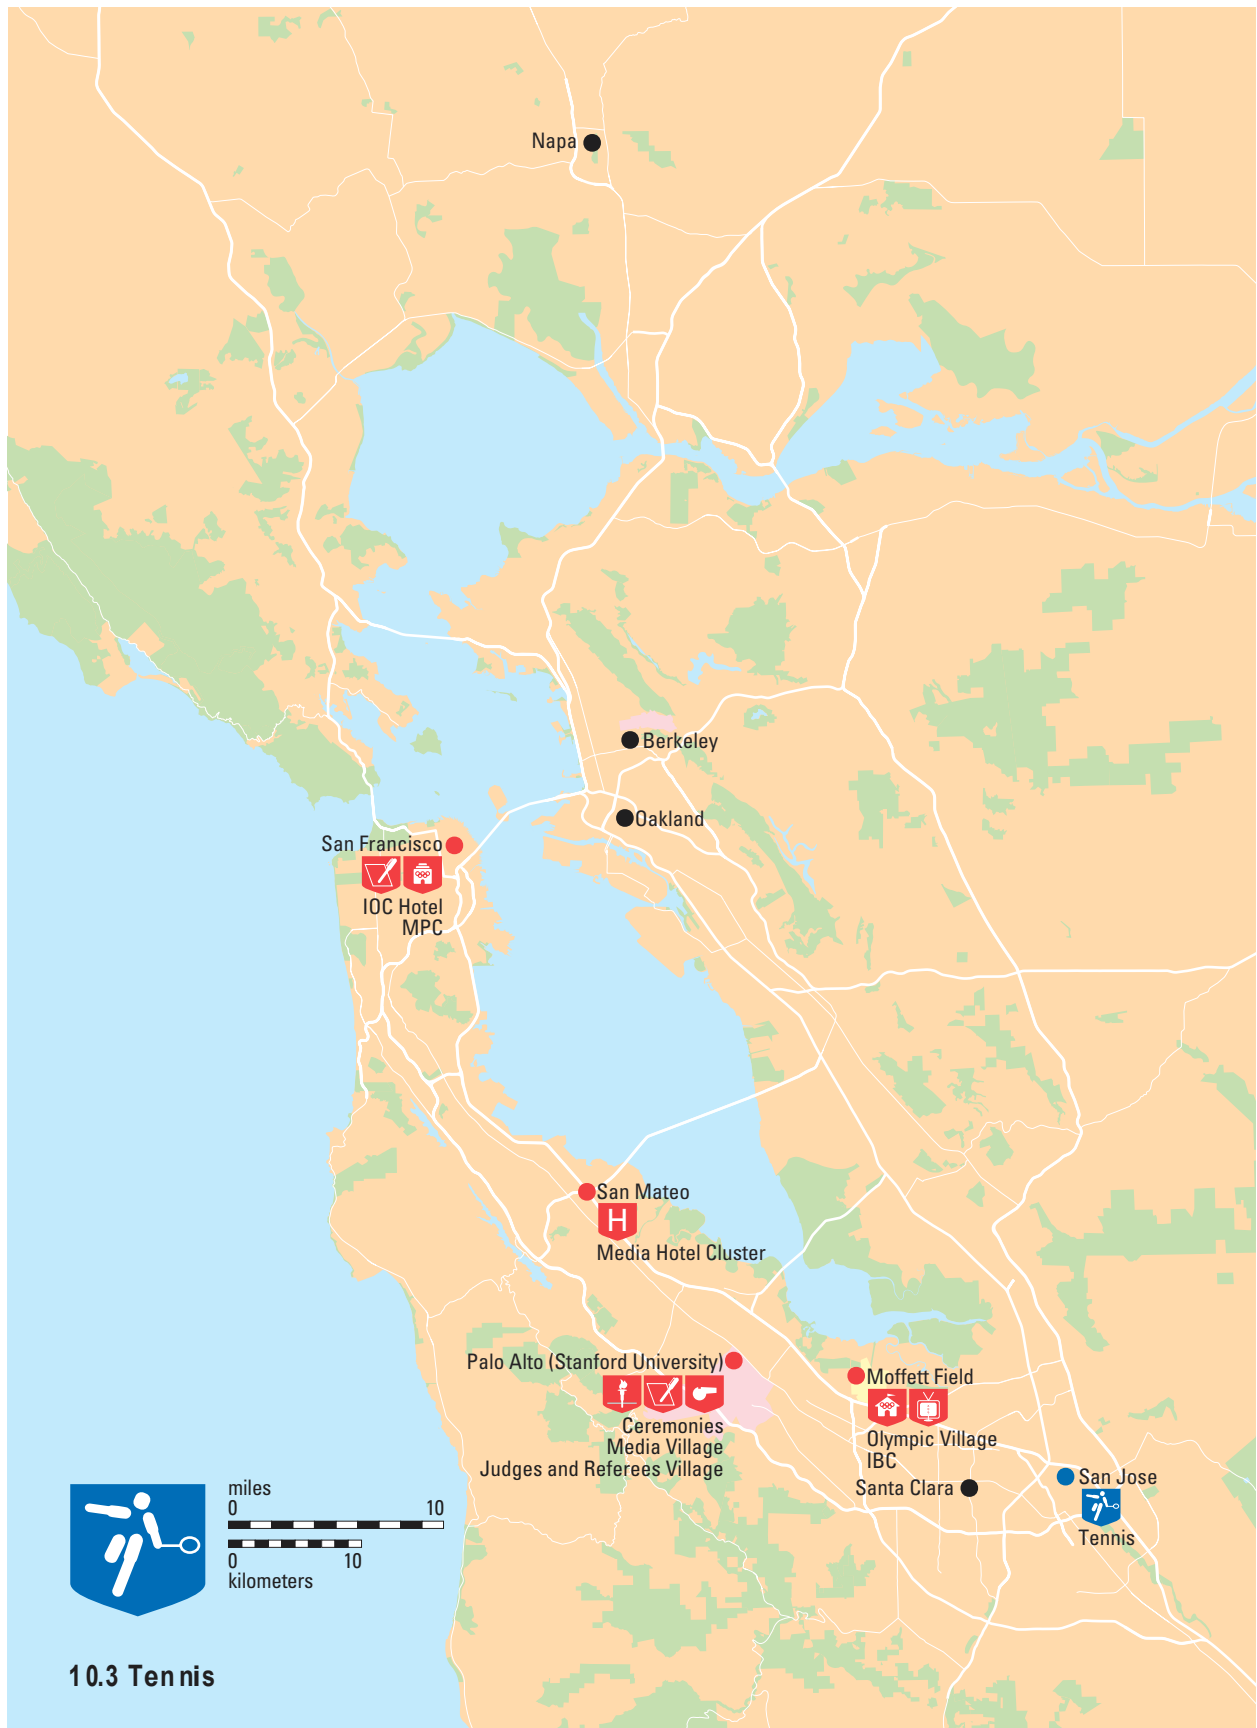 Napa
Berkeley
Oakland
San Francisco
IOC Hotel
MPC
San Mateo
H
Media Hotel Cluster
Palo Alto (Stanford University)
Ceremonies
Media Village
Judges and Referees Village
Moffett Field
Olympic Village
IBC
Santa Clara
San Jose
Tennis
miles
0 10
0 10
kilometers
10.3 Tennis